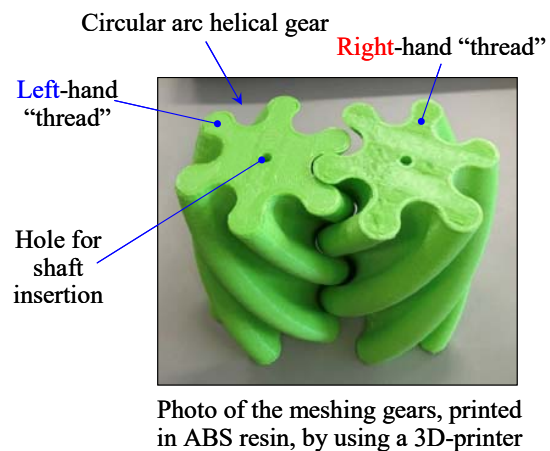 Circular arc helical gear
Right-hand “thread”
Left-hand
“thread”
Hole for
shaft
insertion
Photo of the meshing gears, printed
in ABS resin, by using a 3D-printer